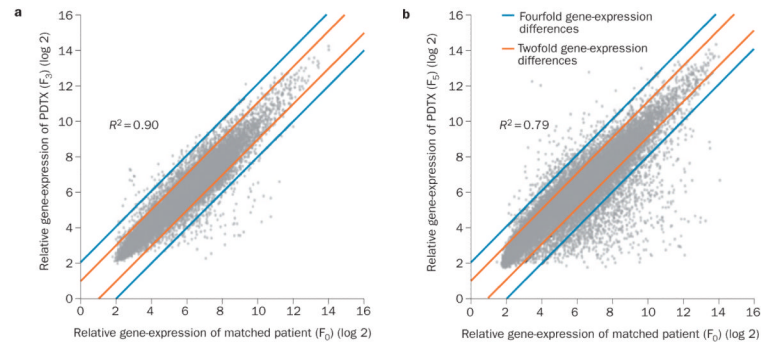 a
Relative gene-expression of PDTX (F3) (log 2)
16
14
12
10
8
6
4
2
0
R² = 0.90
0 2 4 6 8 10 12 14 16
Relative gene-expression of matched patient (F0) (log 2)
b
Relative gene-expression of PDTX (F5) (log 2)
16
14
12
10
8
6
4
2
0
Fourfold gene-expression
differences
Twofold gene-expression
differences
R² = 0.79
0 2 4 6 8 10 12 14 16
Relative gene-expression of matched patient (F0) (log 2)